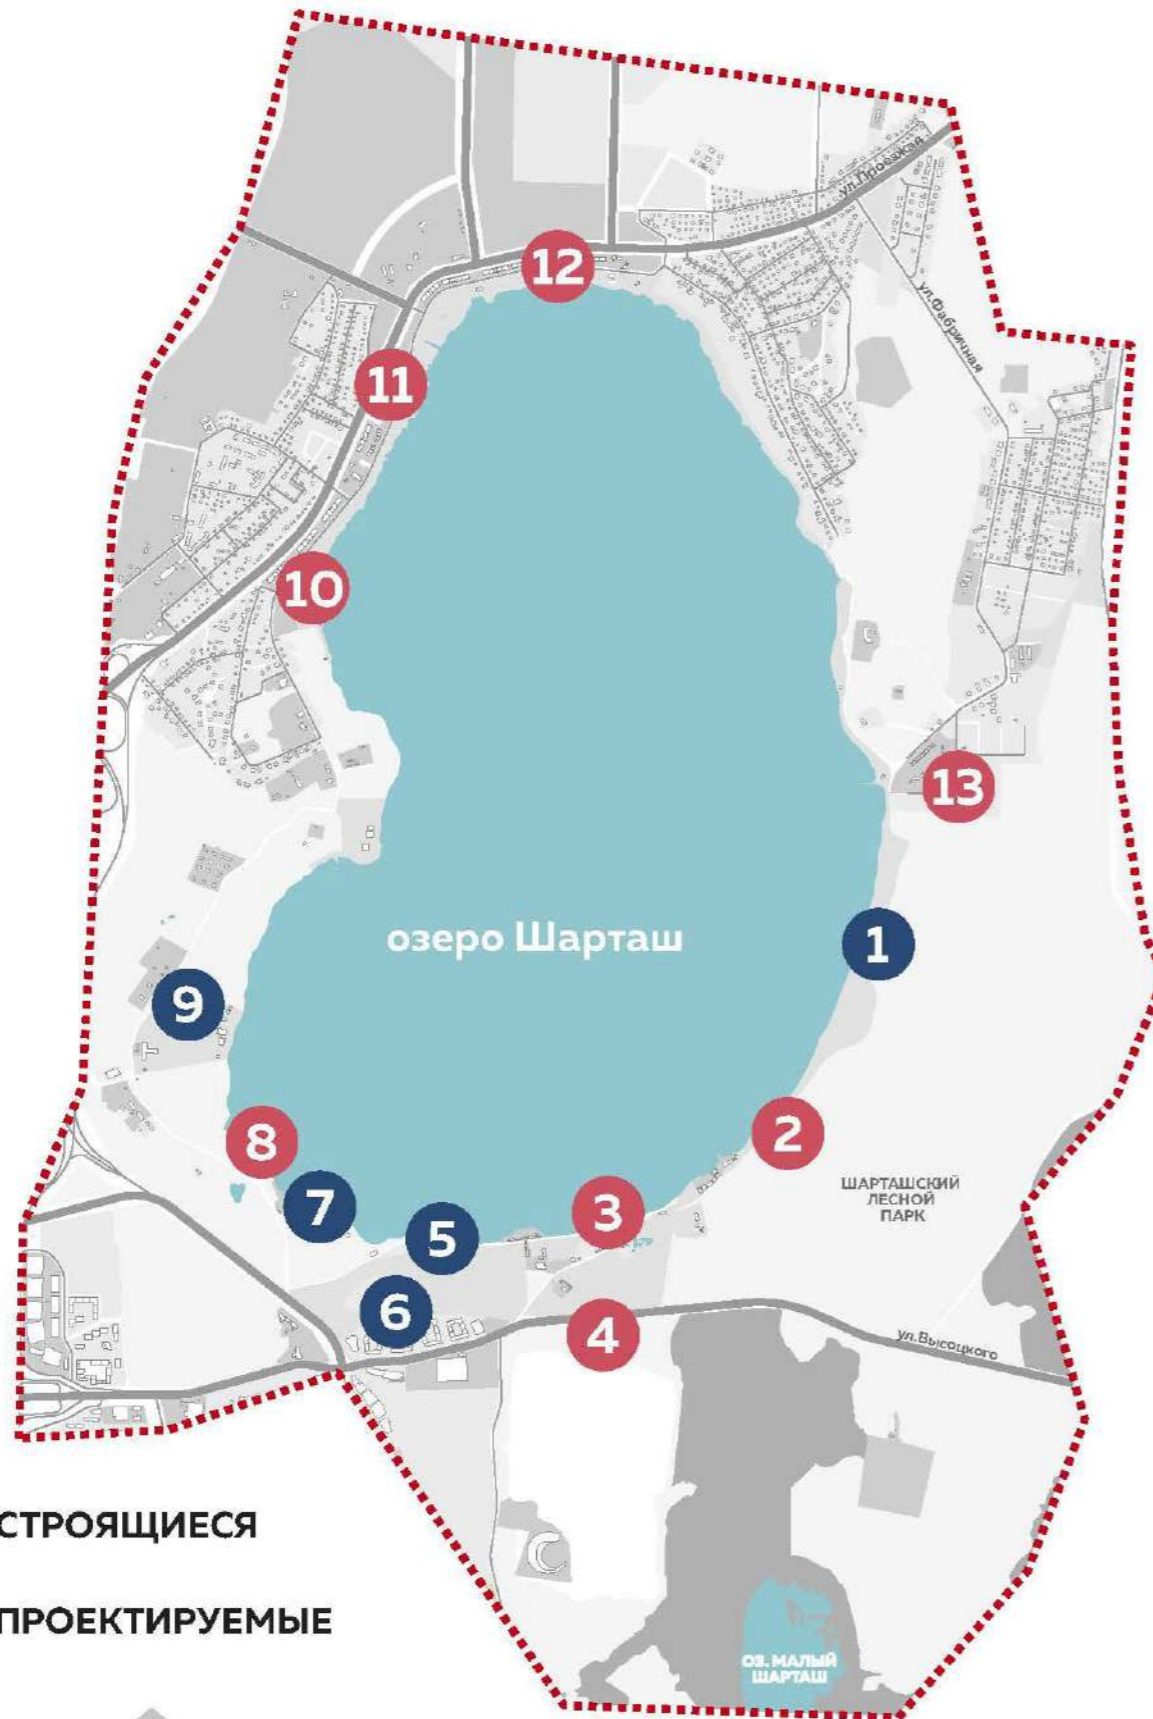 ул.Проезжая
12
ул.Фабричная
11
10
13
озеро Шарташ
1
9
2
8
ШАРТАШСКИЙ
ЛЕСНОЙ
ПАРК
7
3
5
6
4
ул.Высоцкого
СТРОЯЩИЕСЯ
ПРОЕКТИРУЕМЫЕ
ОЗ. МАЛЫЙ
ШАРТАШ